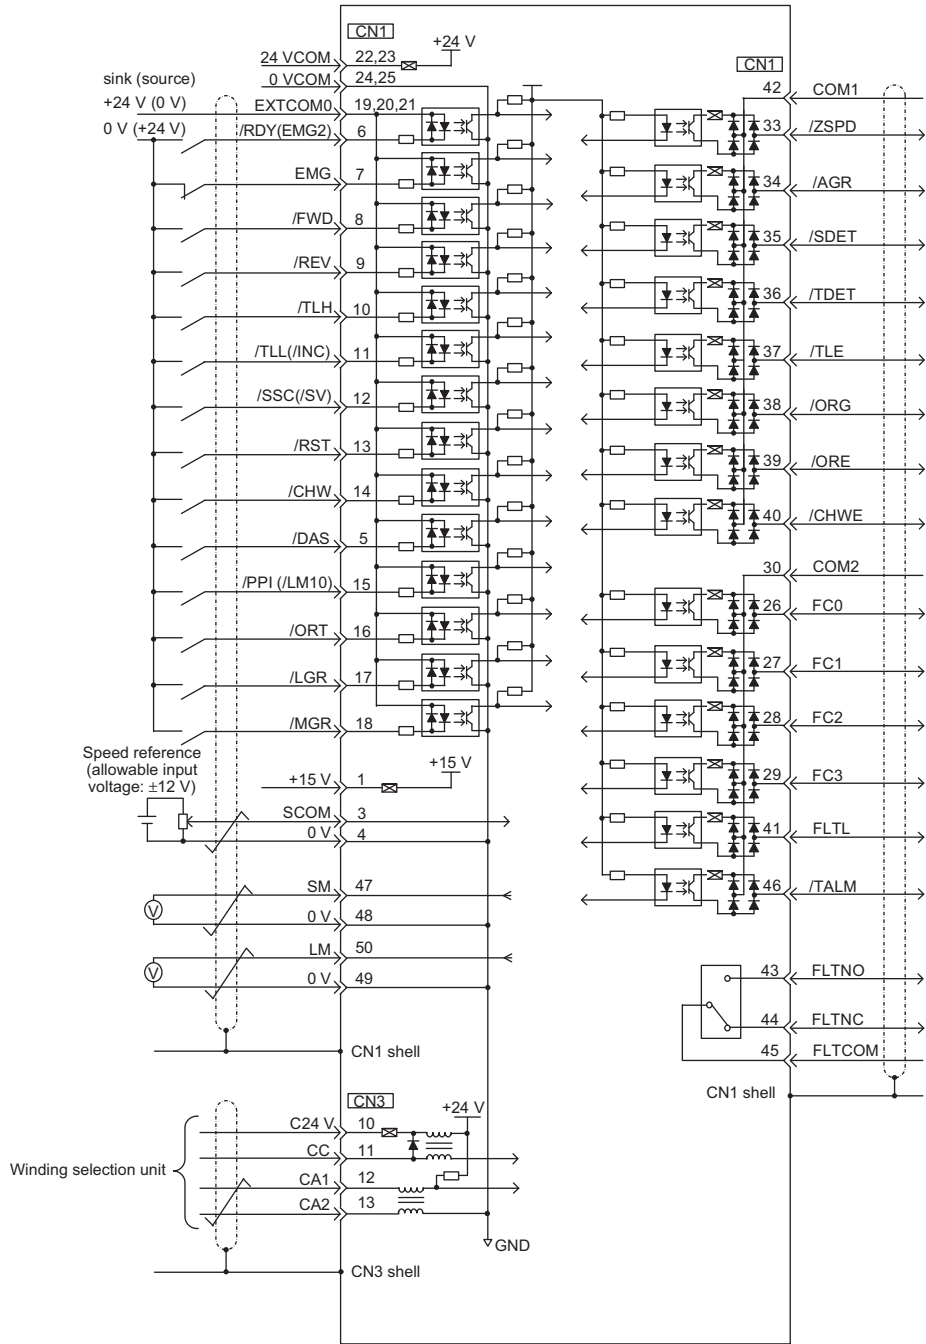 CN1
+24 V
24 VCOM 22,23
0 VCOM 24,25
sink (source)
+24 V (0 V) EXTCOM0 19,20,21
0 V (+24 V) /RDY(EMG2) 6
EMG 7
/FWD 8
/REV 9
/TLH 10
/TLL(/INC) 11
/SSC(/SV) 12
/RST 13
/CHW 14
/DAS 5
/PPI (/LM10) 15
/ORT 16
/LGR 17
/MGR 18
Speed reference
(allowable input
voltage: ±12 V)
+15 V 1
+15 V
SCOM 3
0 V 4
SM 47
V
0 V 48
LM 50
V
0 V 49
CN1 shell
CN3
+24 V
C24 V 10
CC 11
Winding selection unit
CA1 12
CA2 13
GND
CN3 shell
CN1
42 COM1
33 /ZSPD
34 /AGR
35 /SDET
36 /TDET
37 /TLE
38 /ORG
39 /ORE
40 /CHWE
30 COM2
26 FC0
27 FC1
28 FC2
29 FC3
41 FLTL
46 /TALM
43 FLTNO
44 FLTNC
45 FLTCOM
CN1 shell